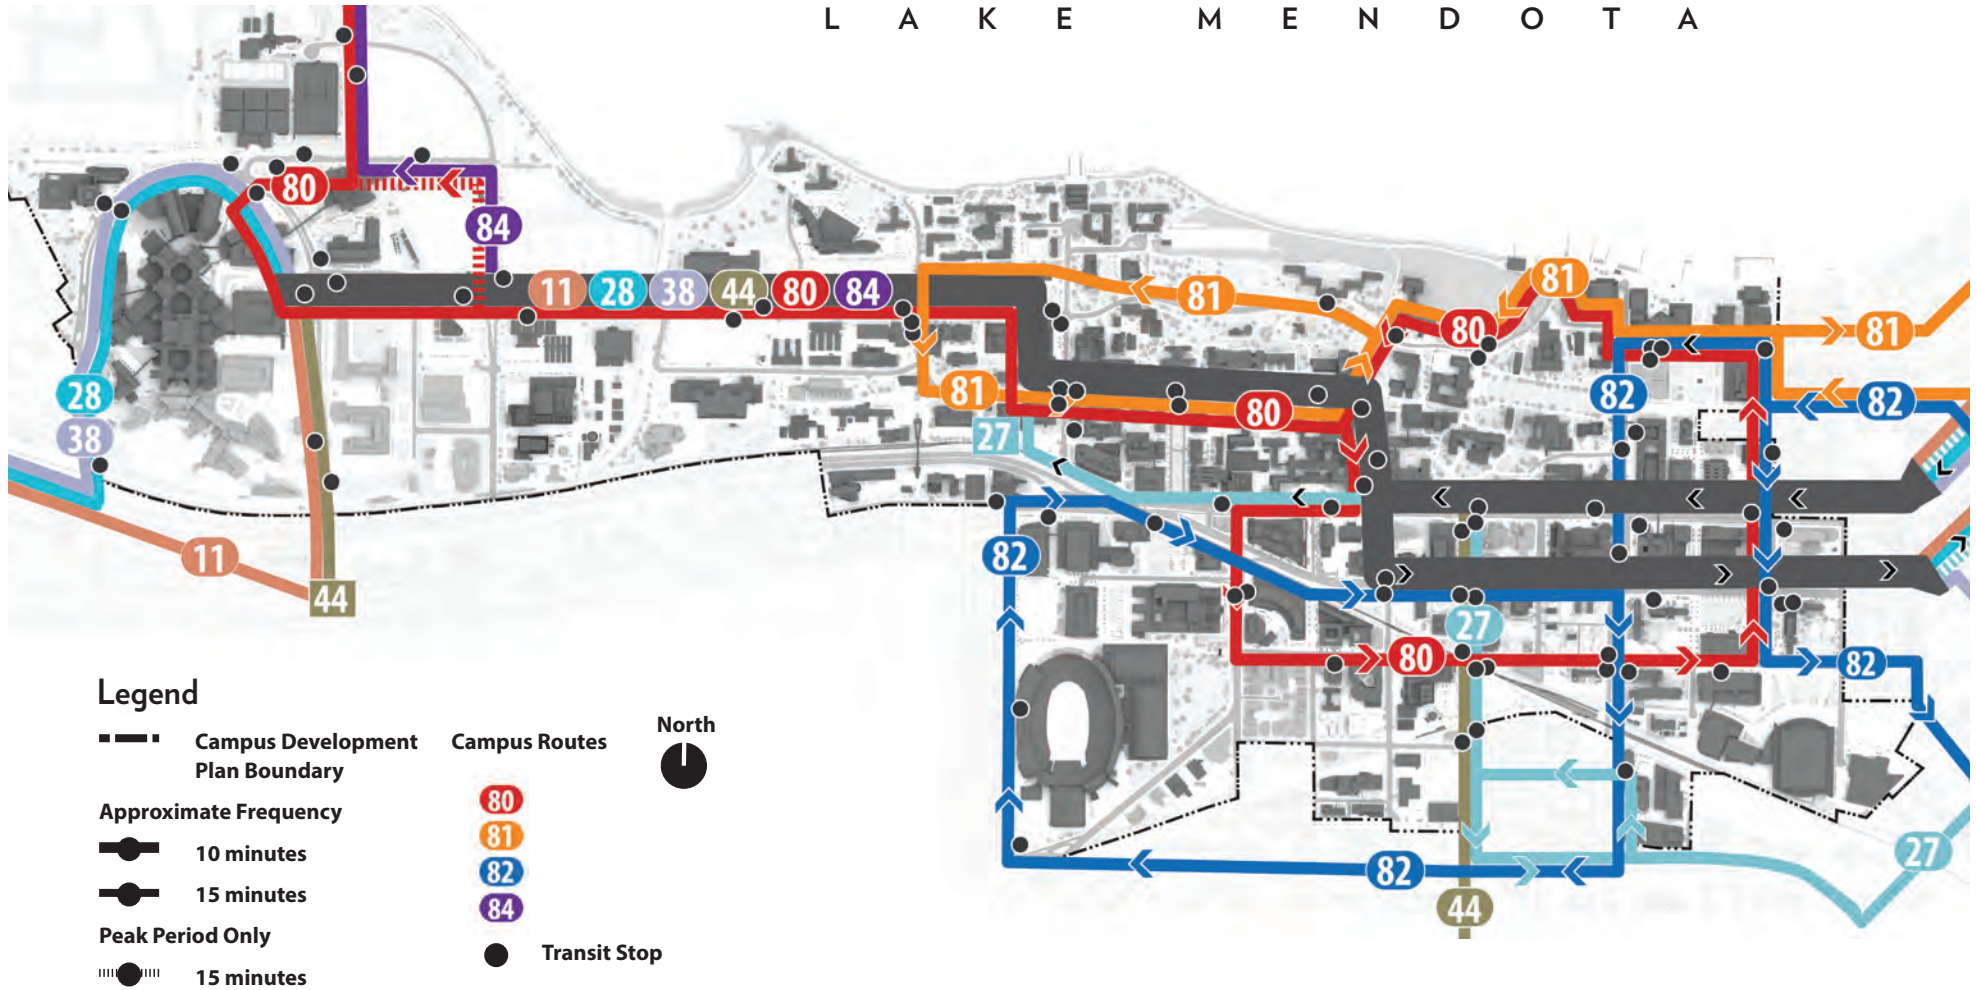 LAKE MENDOTA
80
84
11 28 38 44 80 84
81
81
80
81
82
82
28
38
81
80
27
11
44
82
27
80
82
82
44
27
Legend
Campus Development
Plan Boundary
Approximate Frequency
10 minutes
15 minutes
Peak Period Only
15 minutes
Campus Routes
80
81
82
84
Transit Stop
North